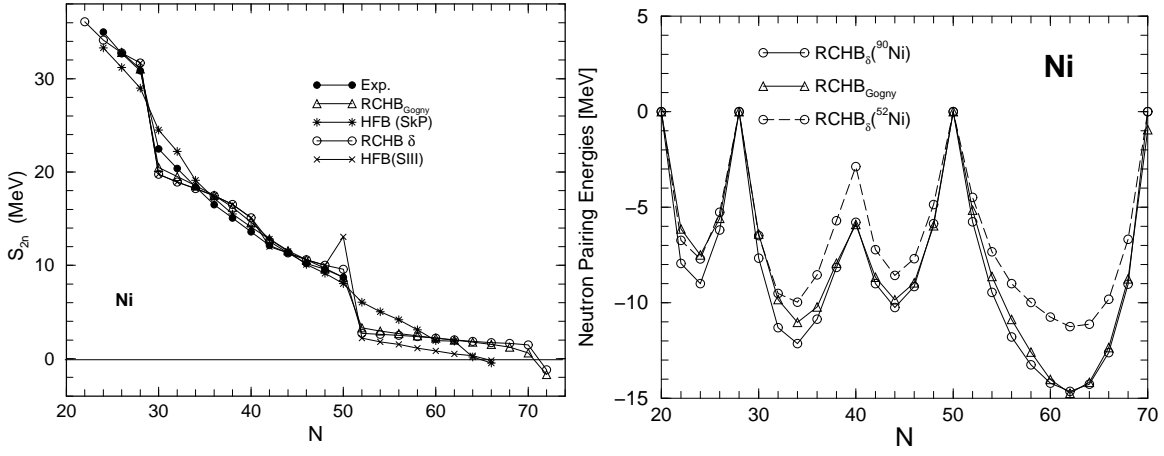 S2n (MeV)
30
20
10
0
20 30 40 50 60 70
N
Ni
Exp.
RCHBGogny
HFB (SkP)
RCHB δ
HFB(SIII)
Neutron Pairing Energies [MeV]
5
0
−5
−10
−15
20 30 40 50 60 70
N
Ni
RCHBδ(90Ni)
RCHBGogny
RCHBδ(52Ni)